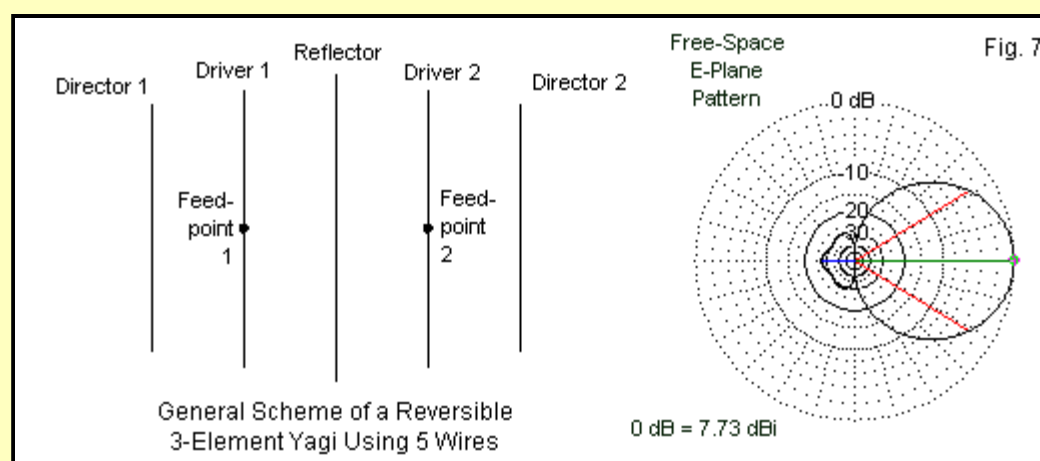 Director 1
Driver 1
Reflector
Driver 2
Director 2
Feed-
point
1
Feed-
point
2
General Scheme of a Reversible
3-Element Yagi Using 5 Wires
Free-Space
E-Plane
Pattern
Fig. 7
0 dB
-10
20
30
0 dB = 7.73 dBi